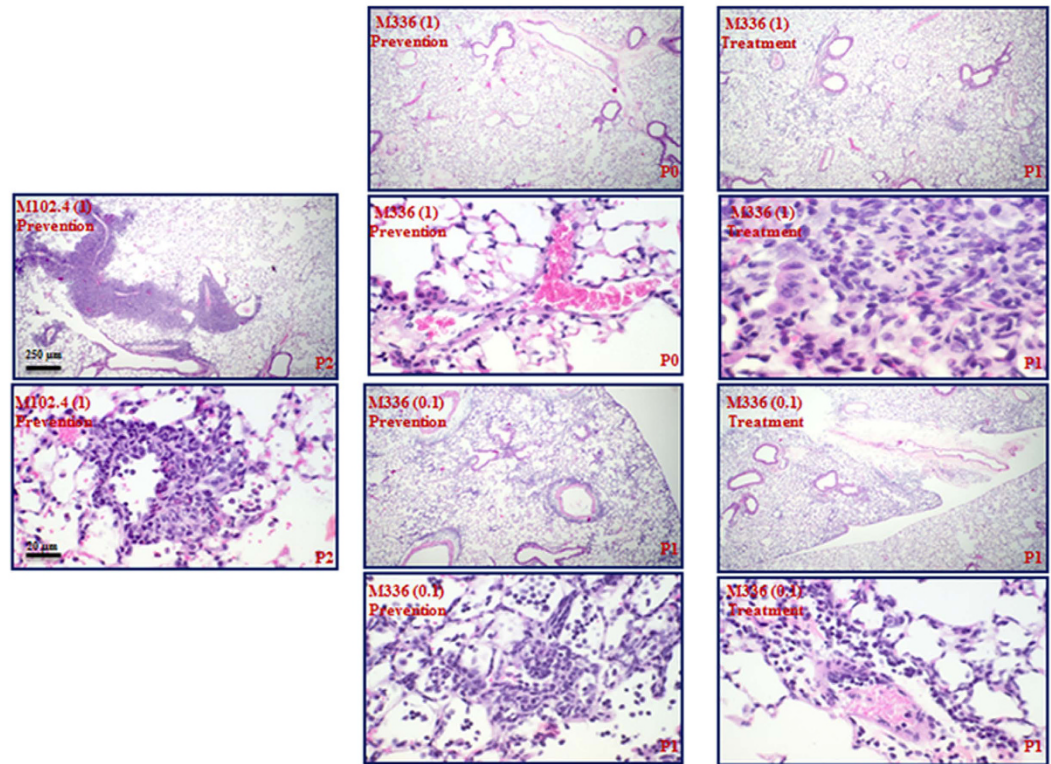 M336 (1)
Prevention
P0
M336 (1)
Treatment
P1
M102.4 (1)
Prevention
250 µm
P2
M336 (1)
Prevention
P0
M336 (1)
Treatment
P1
M102.4 (1)
Prevention
20 µm
P2
M336 (0.1)
Prevention
P1
M336 (0.1)
Treatment
P1
M336 (0.1)
Prevention
P1
M336 (0.1)
Treatment
P1